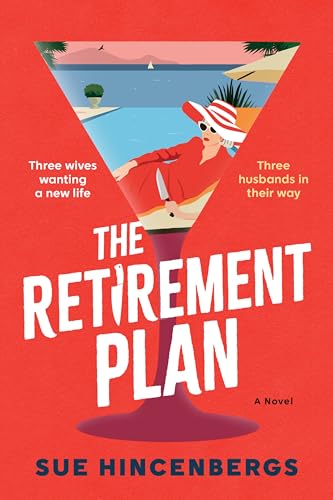 Three wives
wanting
a new life
Three
husbands in
their way
THE
RETIREMENT
PLAN
A Novel
SUE HINCENBERGS